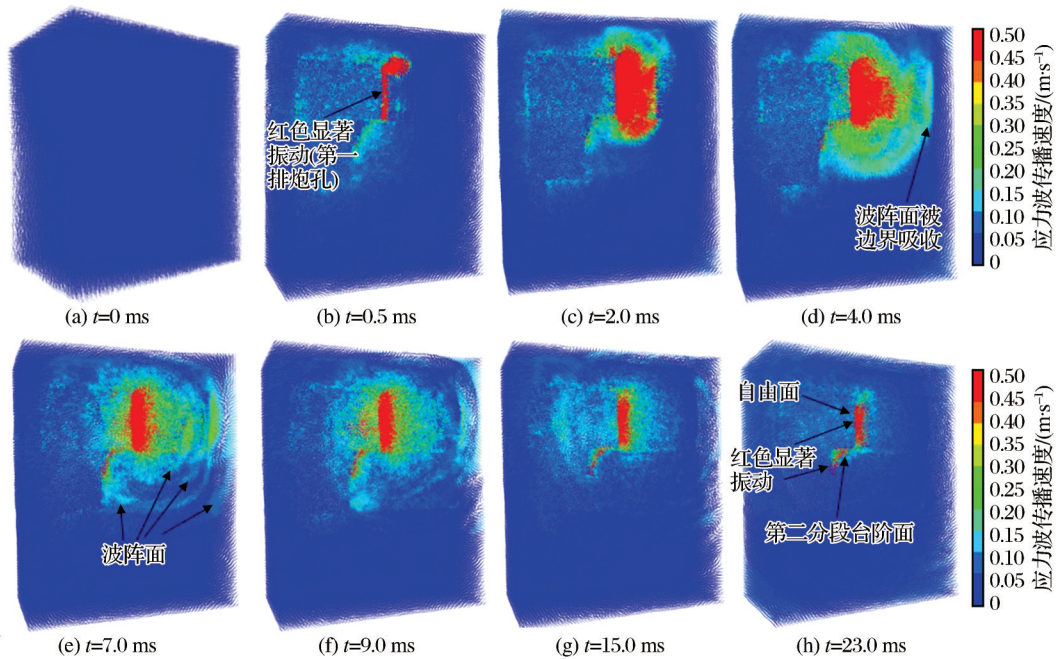 红色显著
振动(第一
排炮孔)
波阵面被
边界吸收
0.50
0.45
0.40
0.35
0.30
0.25
0.20
0.15
0.10
0.05
0
应力波传播速度/(m·s⁻¹)
(a) t=0 ms
(b) t=0.5 ms
(c) t=2.0 ms
(d) t=4.0 ms
波阵面
自由面
红色显著
振动
第二分段台阶面
0.50
0.45
0.40
0.35
0.30
0.25
0.20
0.15
0.10
0.05
0
应力波传播速度/(m·s⁻¹)
(e) t=7.0 ms
(f) t=9.0 ms
(g) t=15.0 ms
(h) t=23.0 ms